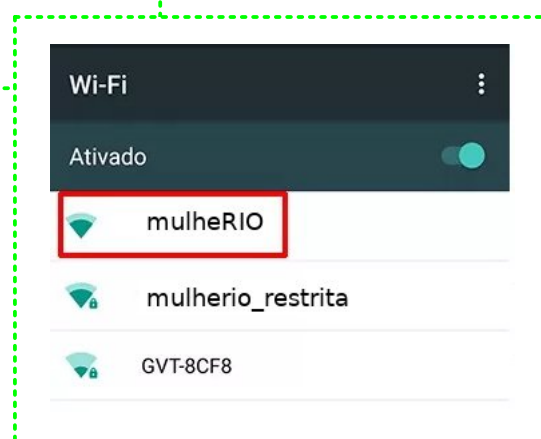 Wi-Fi
Ativado
mulheRIO
mulherio_restrita
GVT-8CF8